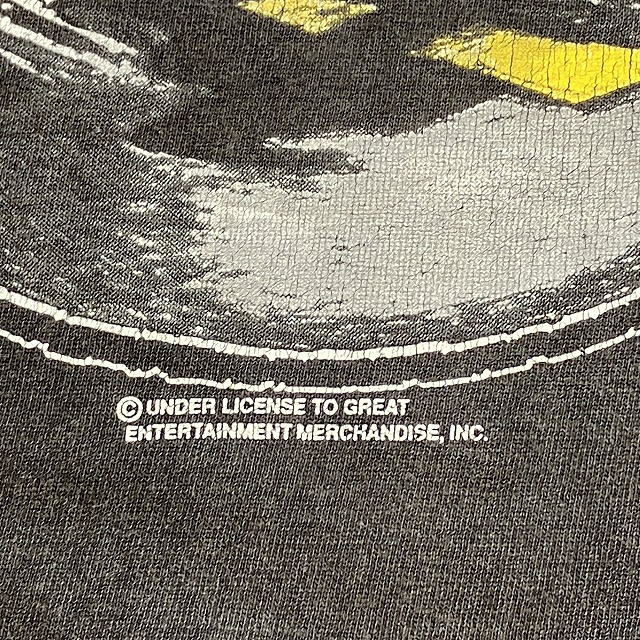 © UNDER LICENSE TO GREAT
ENTERTAINMENT MERCHANDISE, INC.